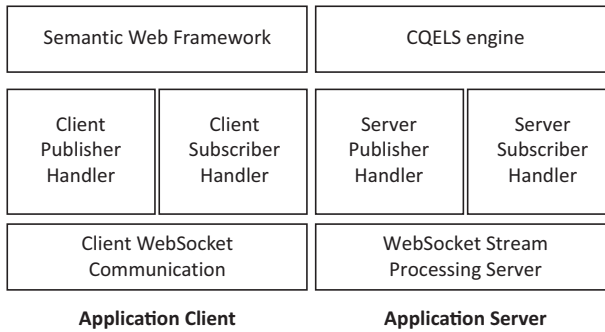 Semantic Web Framework
CQELS engine
Client
Publisher
Handler
Client
Subscriber
Handler
Server
Publisher
Handler
Server
Subscriber
Handler
Client WebSocket
Communication
WebSocket Stream
Processing Server
Application Client
Application Server